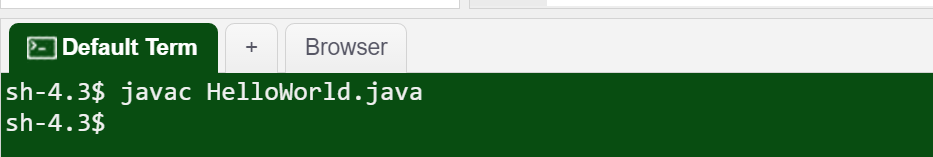 Default Term + Browser
sh-4.3$ javac HelloWorld.java
sh-4.3$